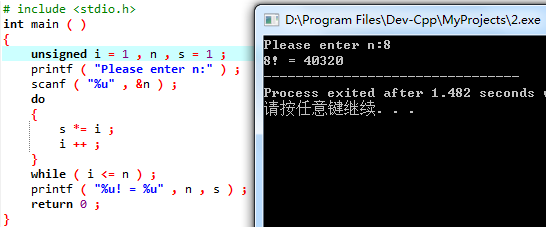 # include <stdio.h>
int main ( )
{
unsigned i = 1 , n , s = 1 ;
printf ( "Please enter n:" ) ;
scanf ( "%u" , &n ) ;
do
{
s *= i ;
i ++ ;
}
while ( i <= n ) ;
printf ( "%u! = %u" , n , s ) ;
return 0 ;
}
D:\Program Files\Dev-Cpp\MyProjects\2.exe
Please enter n:8
8! = 40320
--------------------------------
Process exited after 1.482 seconds
请按任意键继续. . .